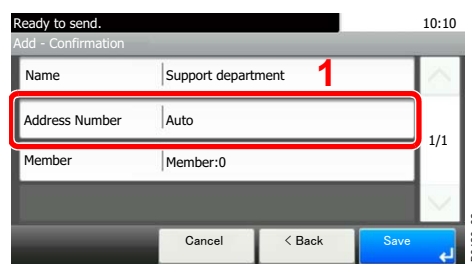 Ready to send. 10:10
Add - Confirmation
Name Support department 1
Address Number Auto
1/1
Member Member:0
Cancel < Back Save